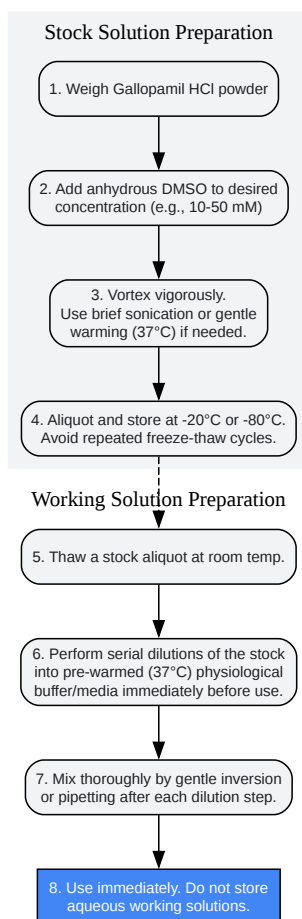 Stock Solution Preparation
1. Weigh Gallopamil HCl powder
2. Add anhydrous DMSO to desired
concentration (e.g., 10-50 mM)
3. Vortex vigorously.
Use brief sonication or gentle
warming (37°C) if needed.
4. Aliquot and store at -20°C or -80°C.
Avoid repeated freeze-thaw cycles.
Working Solution Preparation
5. Thaw a stock aliquot at room temp.
6. Perform serial dilutions of the stock
into pre-warmed (37°C) physiological
buffer/media immediately before use.
7. Mix thoroughly by gentle inversion
or pipetting after each dilution step.
8. Use immediately. Do not store
aqueous working solutions.